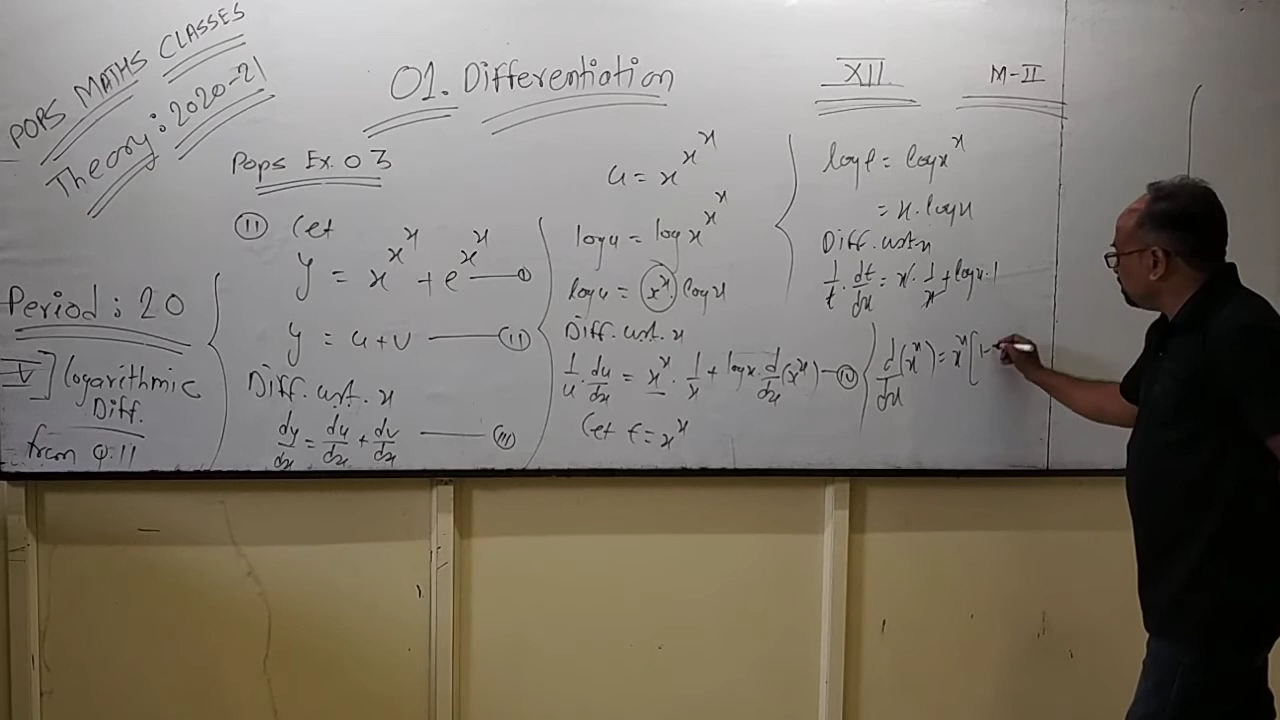 POPS MATHS CLASSES
Theory: 2020-21
01. Differentiation
XII
M-II
Period: 20
V] Logarithmic
Diff.
from Q.11
Pops Ex. 03
(11) Let
y = x^x^x + e^x^x —— (I)
y = u + v —— (II)
Diff. w.r.t. x
dy/dx = du/dx + dv/dx —— (III)
u = x^x^x
log u = log x^x^x
log u = x^x . log x
Diff. w.r.t. x
1/u . du/dx = x^x . 1/x + log x . d/dx (x^x) — (IV)
Let t = x^x
log t = log x^x
= x . log x
Diff. w.r.t x
1/t . dt/dx = x . 1/x + log x . 1
d/dx (x^x) = x^x [1